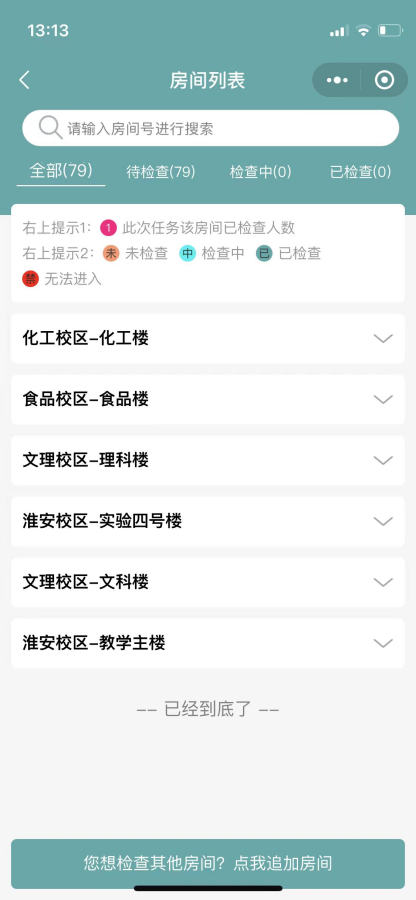 13:13
房间列表
请输入房间号进行搜索
全部(79) 待检查(79) 检查中(0) 已检查(0)
右上提示1: 1 此次任务该房间已检查人数
右上提示2: 未 未检查 中 检查中 已 已检查
禁 无法进入
化工校区-化工楼
食品校区-食品楼
文理校区-理科楼
淮安校区-实验四号楼
文理校区-文科楼
淮安校区-教学主楼
-- 已经到底了 --
您想检查其他房间? 点我追加房间